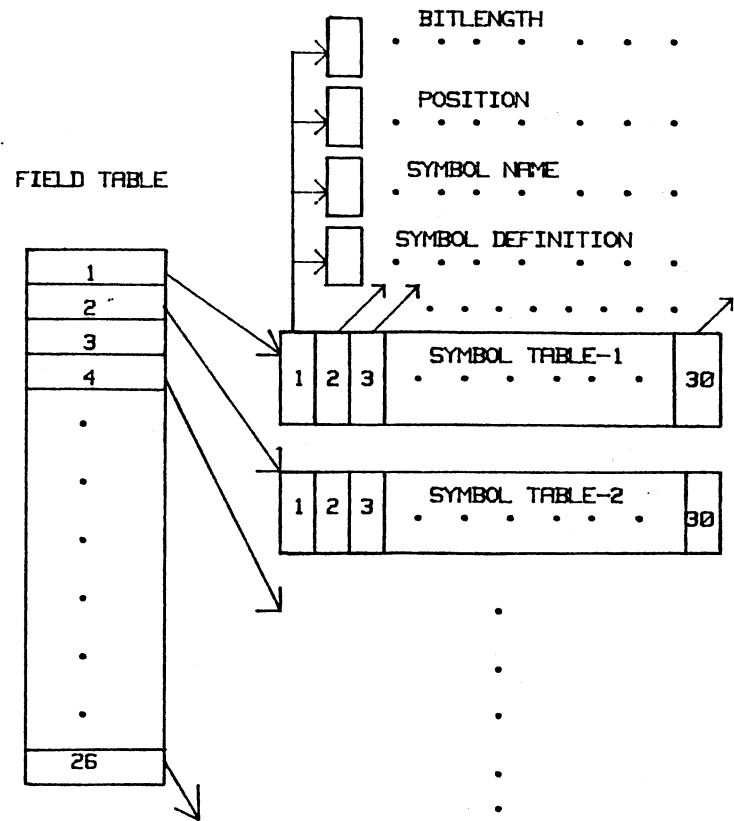 BITLENGTH
POSITION
SYMBOL NAME
SYMBOL DEFINITION
FIELD TABLE
1
2
3
4
26
SYMBOL TABLE-1
1 2 3 30
SYMBOL TABLE-2
1 2 3 30